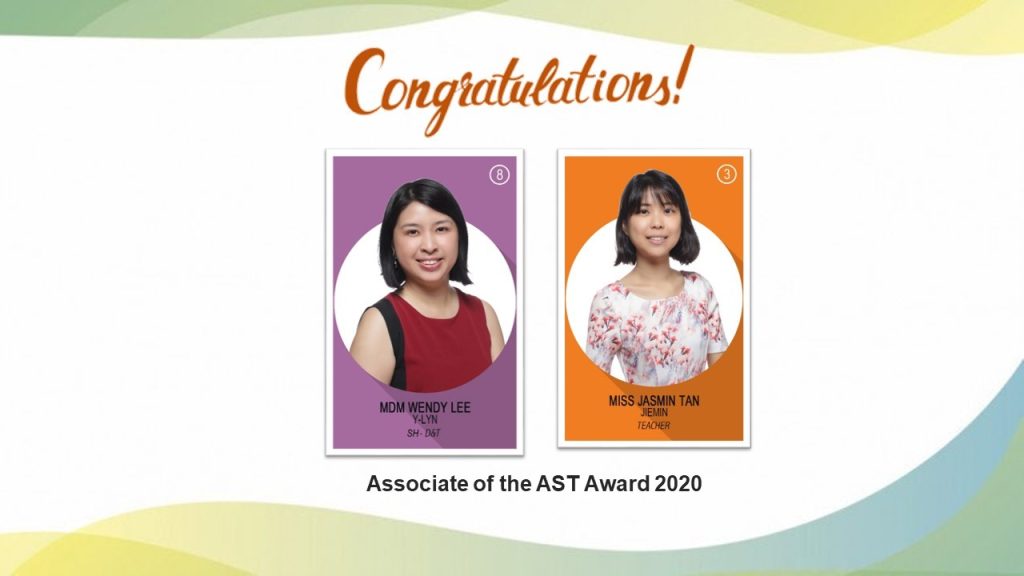 Congratulations!
8
3
MDM WENDY LEE
Y-LYN
SH - D&T
MISS JASMIN TAN
JIEMIN
TEACHER
Associate of the AST Award 2020